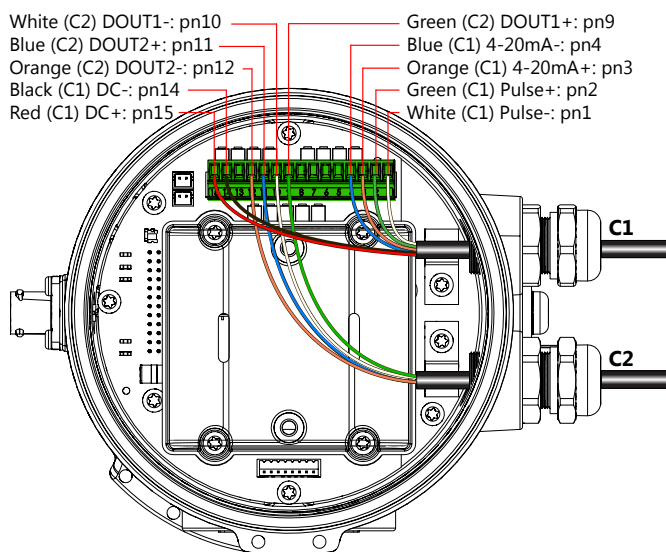 White (C2) DOUT1-: pn10
Blue (C2) DOUT2+: pn11
Orange (C2) DOUT2-: pn12
Black (C1) DC-: pn14
Red (C1) DC+: pn15
Green (C2) DOUT1+: pn9
Blue (C1) 4-20mA-: pn4
Orange (C1) 4-20mA+: pn3
Green (C1) Pulse+: pn2
White (C1) Pulse-: pn1
C1
C2